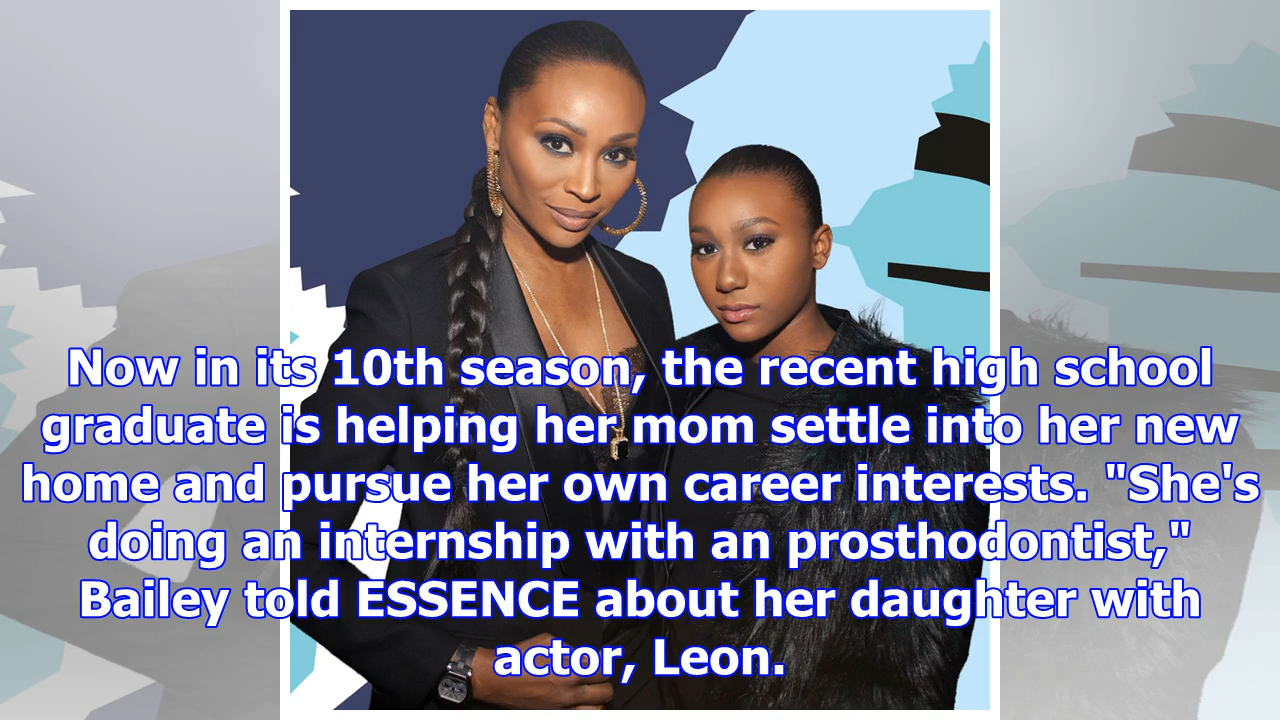 Now in its 10th season, the recent high school
graduate is helping her mom settle into her new
home and pursue her own career interests. "She's
doing an internship with an prosthodontist,"
Bailey told ESSENCE about her daughter with
actor, Leon.